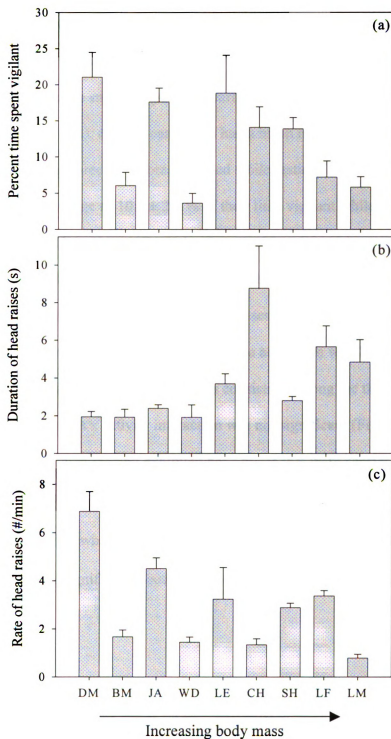 (a)
Percent time spent vigilant
30
25
20
15
10
5
0
(b)
Duration of head raises (s)
10
8
6
4
2
0
(c)
Rate of head raises (#/min)
8
6
4
2
0
DM BM JA WD LE CH SH LF LM
Increasing body mass